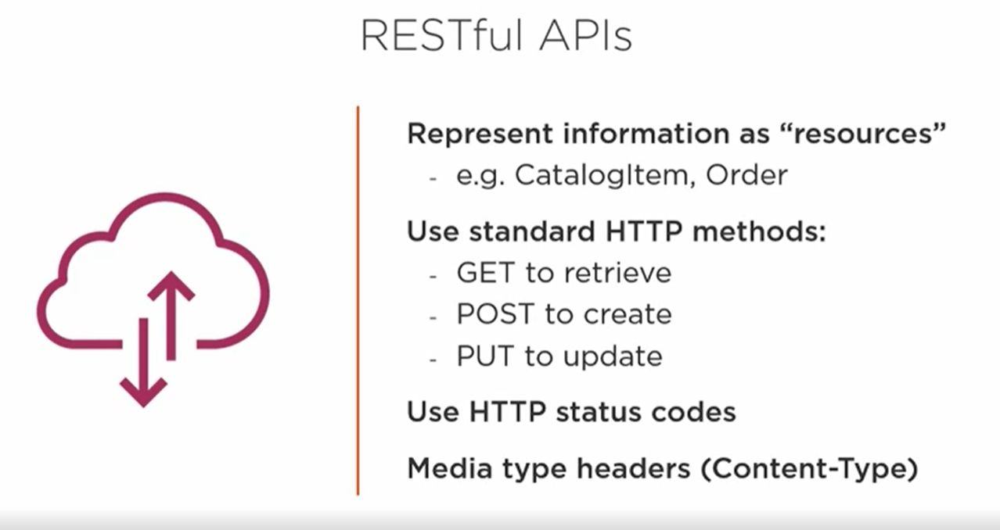 RESTful APIs
Represent information as “resources”
- e.g. CatalogItem, Order
Use standard HTTP methods:
- GET to retrieve
- POST to create
- PUT to update
Use HTTP status codes
Media type headers (Content-Type)